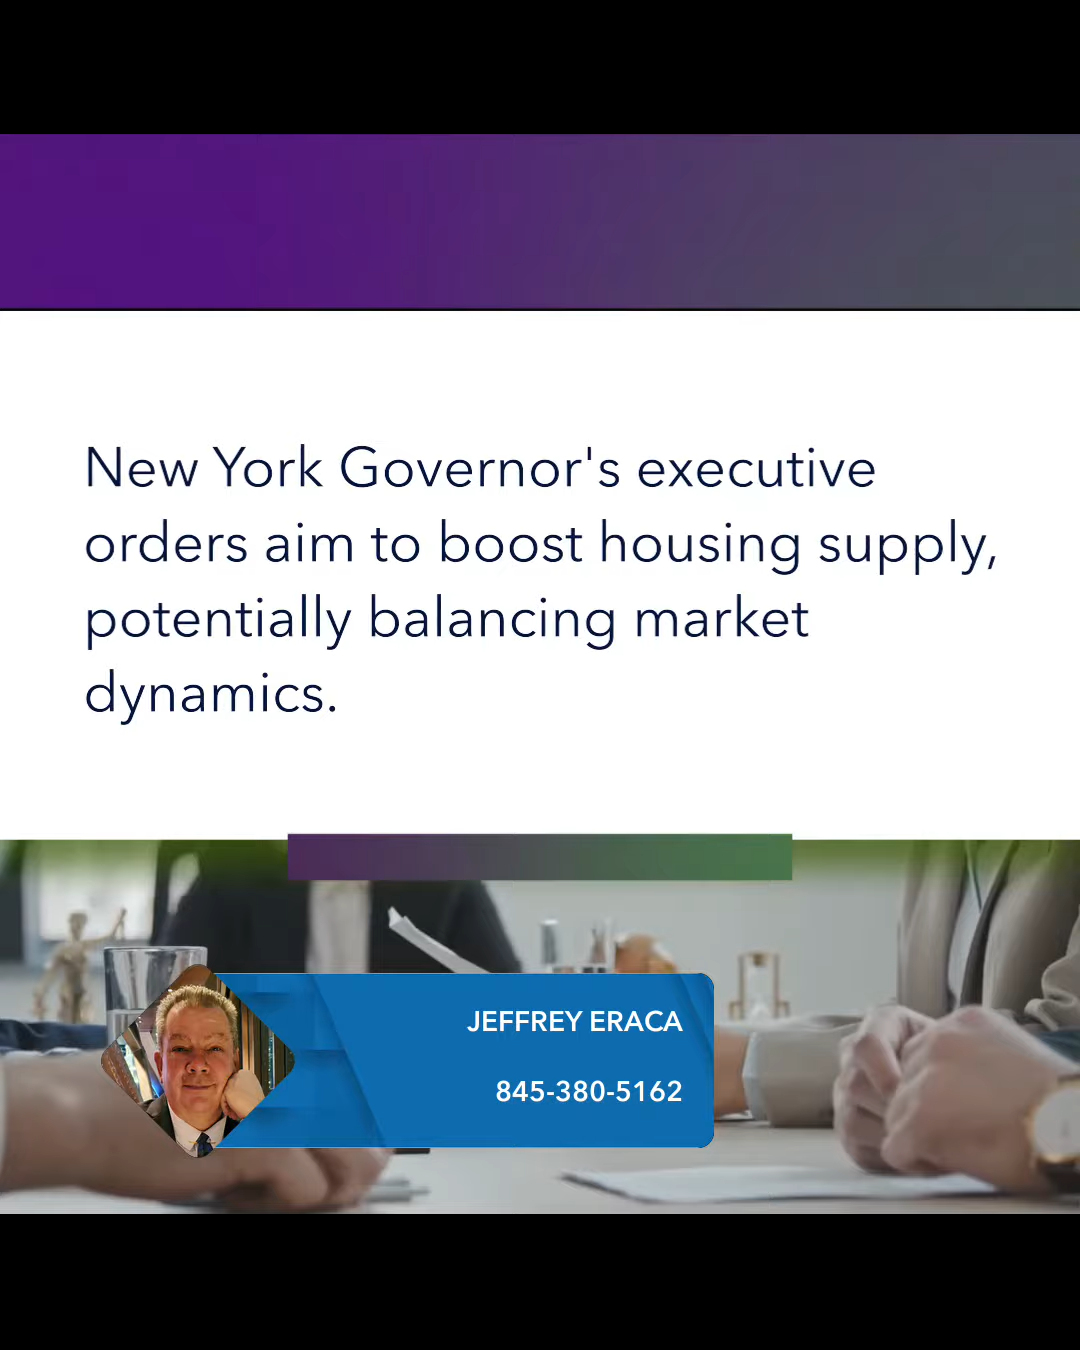 New York Governor's executive
orders aim to boost housing supply,
potentially balancing market
dynamics.
JEFFREY ERACA
845-380-5162